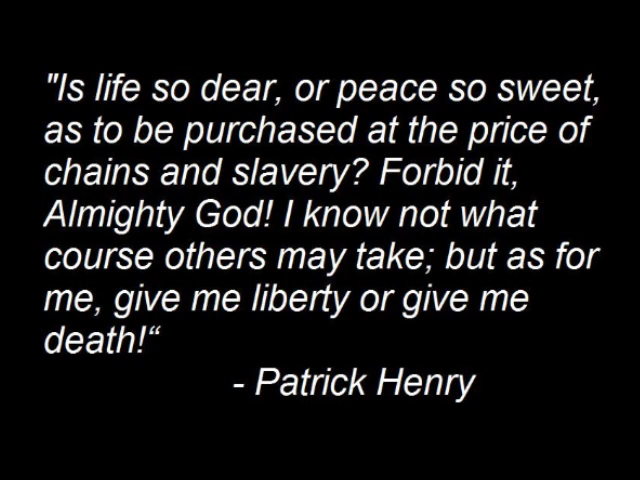 "Is life so dear, or peace so sweet,
as to be purchased at the price of
chains and slavery? Forbid it,
Almighty God! I know not what
course others may take; but as for
me, give me liberty or give me
death!“
- Patrick Henry